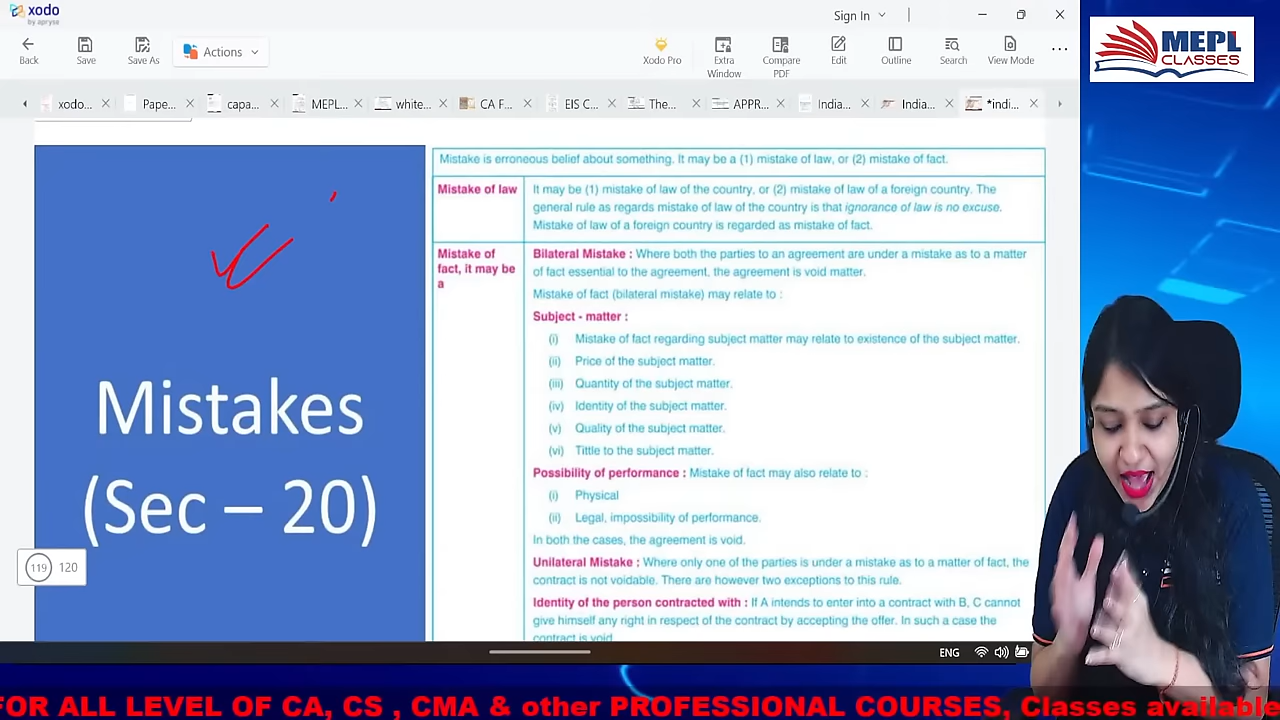 xodo
by apryse
Sign In
Back
Save
Save As
Actions
Xodo Pro
Extra Window
Compare PDF
Edit
Outline
Search
View Mode
xodo...
Pape...
capa...
MEPL...
white...
CA F...
EIS C...
The...
APPR...
India...
India...
*indi...
MEPL
CLASSES
Mistakes
(Sec – 20)
119 120
Mistake is erroneous belief about something. It may be a (1) mistake of law, or (2) mistake of fact.
Mistake of law
It may be (1) mistake of law of the country, or (2) mistake of law of a foreign country. The
general rule as regards mistake of law of the country is that ignorance of law is no excuse.
Mistake of law of a foreign country is regarded as mistake of fact.
Mistake of
fact, it may be
a
Bilateral Mistake : Where both the parties to an agreement are under a mistake as to a matter
of fact essential to the agreement, the agreement is void matter.
Mistake of fact (bilateral mistake) may relate to :
Subject - matter :
(i) Mistake of fact regarding subject matter may relate to existence of the subject matter.
(ii) Price of the subject matter.
(iii) Quantity of the subject matter.
(iv) Identity of the subject matter.
(v) Quality of the subject matter.
(vi) Tittle to the subject matter.
Possibility of performance : Mistake of fact may also relate to :
(i) Physical
(ii) Legal, impossibility of performance.
In both the cases, the agreement is void.
Unilateral Mistake : Where only one of the parties is under a mistake as to a matter of fact, the
contract is not voidable. There are however two exceptions to this rule.
Identity of the person contracted with : If A intends to enter into a contract with B, C cannot
give himself any right in respect of the contract by accepting the offer. In such a case the
contract is void
ENG
FOR ALL LEVEL OF CA, CS , CMA & other PROFESSIONAL COURSES, Classes available